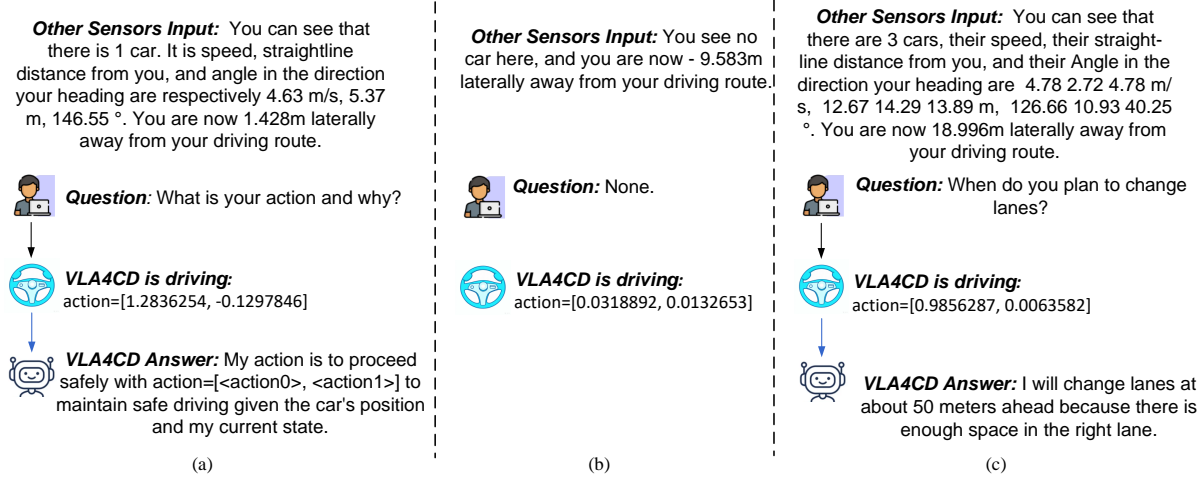 Other Sensors Input: You can see that
there is 1 car. It is speed, straightline
distance from you, and angle in the direction
your heading are respectively 4.63 m/s, 5.37
m, 146.55 °. You are now 1.428m laterally
away from your driving route.
Question: What is your action and why?
VLA4CD is driving:
action=[1.2836254, -0.1297846]
VLA4CD Answer: My action is to proceed
safely with action=[<action0>, <action1>] to
maintain safe driving given the car's position
and my current state.
(a)
Other Sensors Input: You see no
car here, and you are now - 9.583m
laterally away from your driving route.
Question: None.
VLA4CD is driving:
action=[0.0318892, 0.0132653]
(b)
Other Sensors Input: You can see that
there are 3 cars, their speed, their straight-
line distance from you, and their Angle in the
direction your heading are 4.78 2.72 4.78 m/
s, 12.67 14.29 13.89 m, 126.66 10.93 40.25
°. You are now 18.996m laterally away from
your driving route.
Question: When do you plan to change
lanes?
VLA4CD is driving:
action=[0.9856287, 0.0063582]
VLA4CD Answer: I will change lanes at
about 50 meters ahead because there is
enough space in the right lane.
(c)